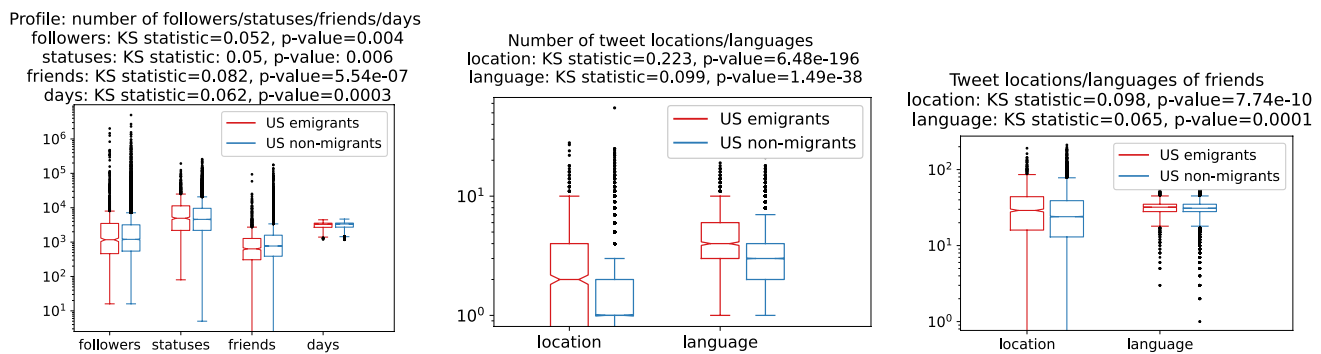 Profile: number of followers/statuses/friends/days
followers: KS statistic=0.052, p-value=0.004
statuses: KS statistic: 0.05, p-value: 0.006
friends: KS statistic=0.082, p-value=5.54e-07
days: KS statistic=0.062, p-value=0.0003
US emigrants
US non-migrants
10^6
10^5
10^4
10^3
10^2
10^1
followers statuses friends days
Number of tweet locations/languages
location: KS statistic=0.223, p-value=6.48e-196
language: KS statistic=0.099, p-value=1.49e-38
US emigrants
US non-migrants
10^1
10^0
location language
Tweet locations/languages of friends
location: KS statistic=0.098, p-value=7.74e-10
language: KS statistic=0.065, p-value=0.0001
US emigrants
US non-migrants
10^2
10^1
10^0
location language